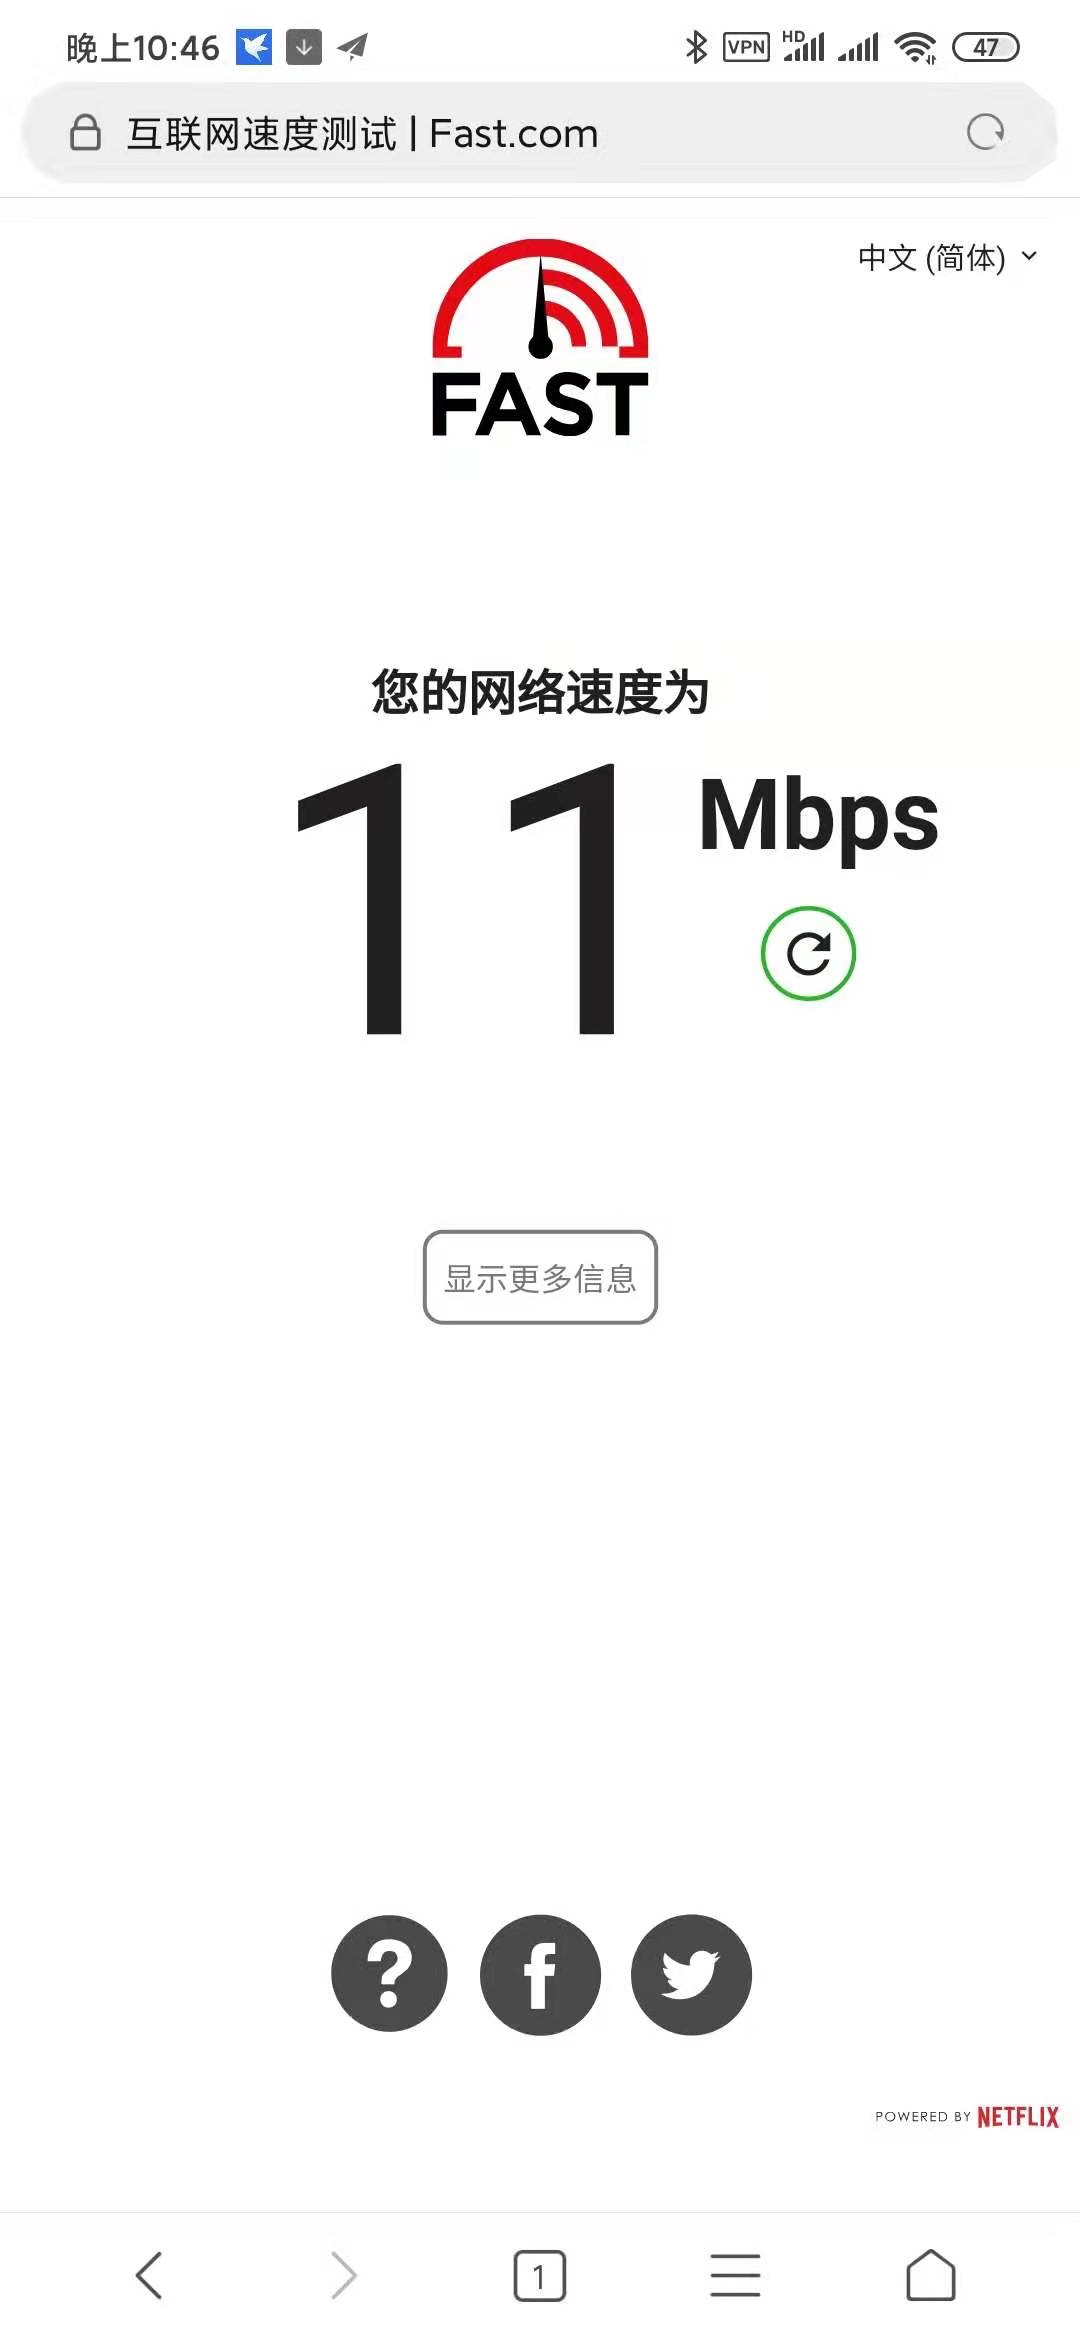 晚上10:46 VPN HD 47
互联网速度测试 | Fast.com
中文 (简体)
FAST
您的网络速度为
11 Mbps
显示更多信息
?
POWERED BY NETFLIX
1